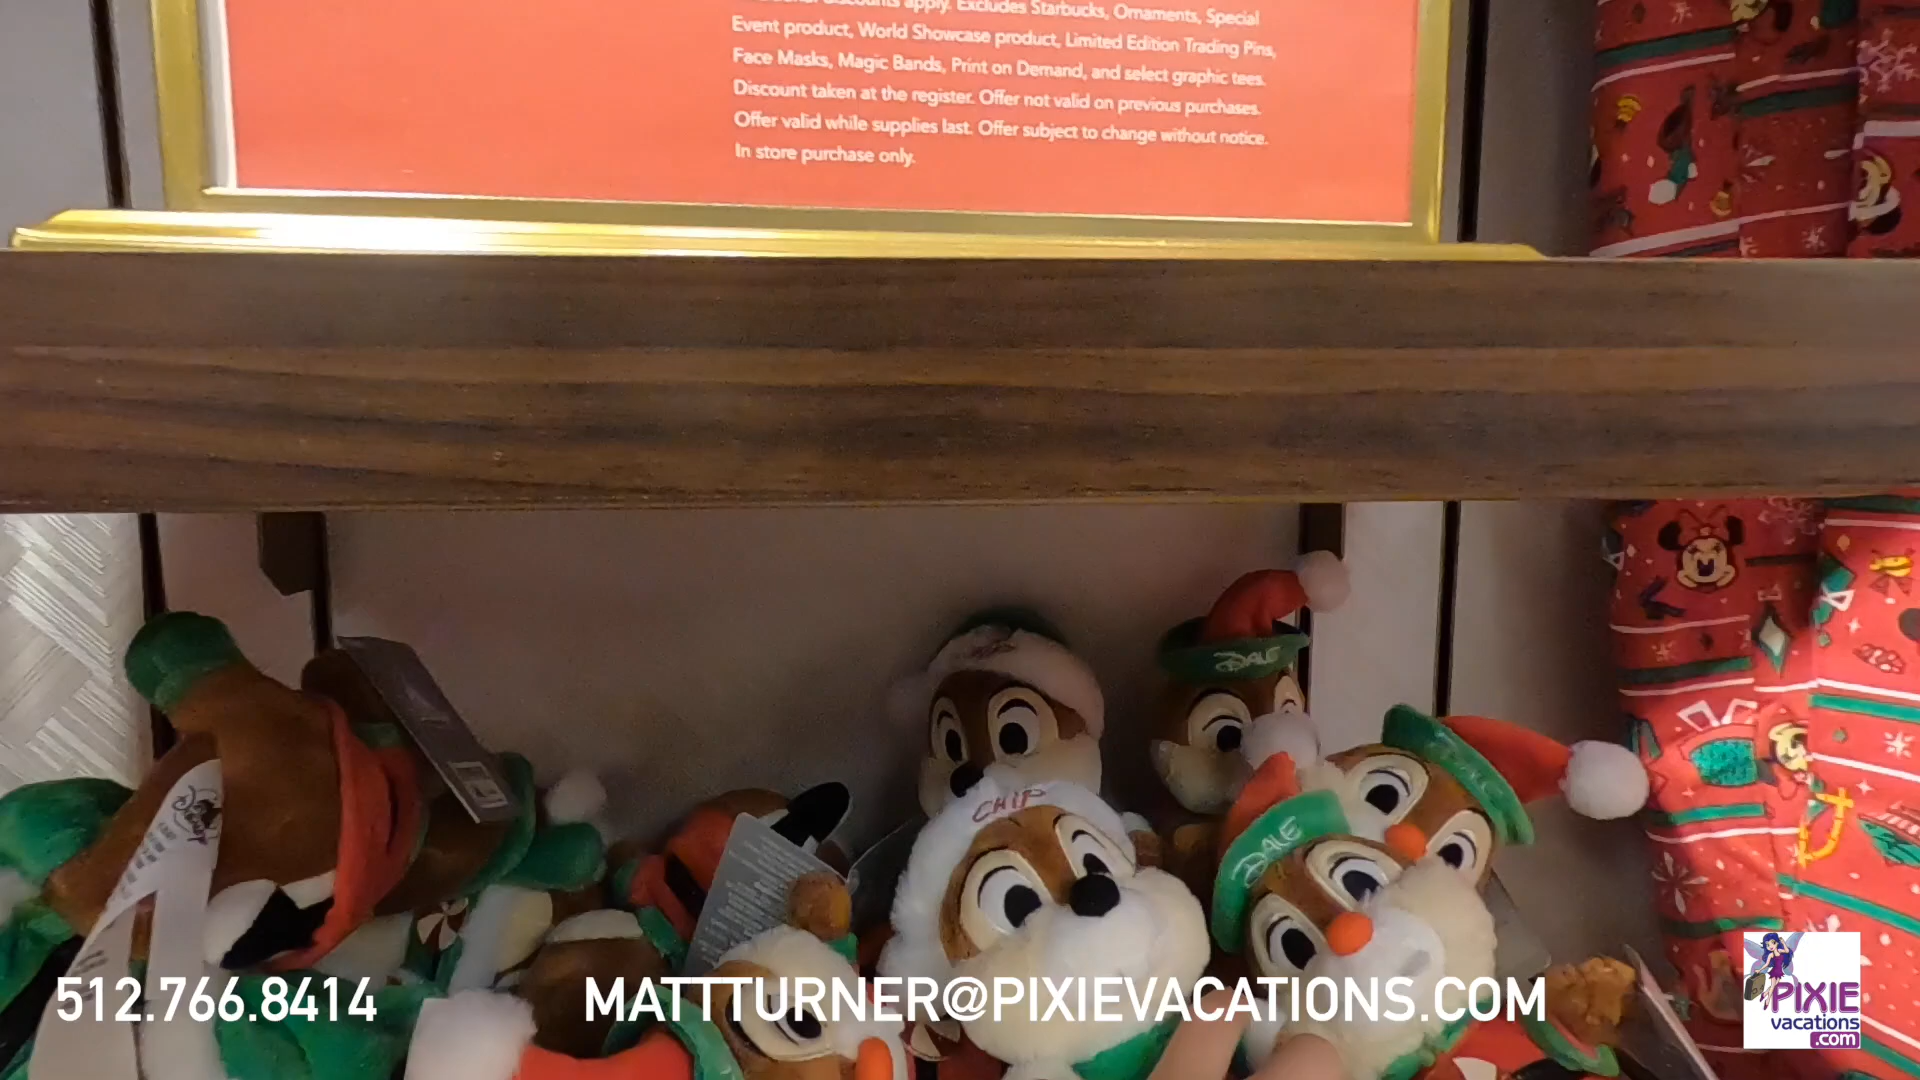 apply. Excludes Starbucks, Ornaments, Special
Event product, World Showcase product, Limited Edition Trading Pins,
Face Masks, Magic Bands, Print on Demand, and select graphic tees.
Discount taken at the register. Offer not valid on previous purchases.
Offer valid while supplies last. Offer subject to change without notice.
In store purchase only.
DALE
CHIP
DALE
Disney
512.766.8414
MATTTURNER@PIXIEVACATIONS.COM
PIXIE
vacations
.com